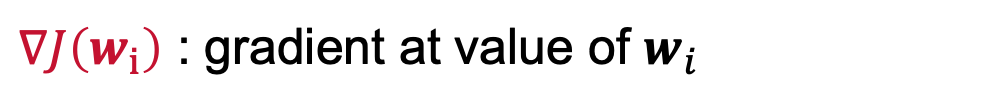 ∇J(wᵢ) : gradient at value of wᵢ